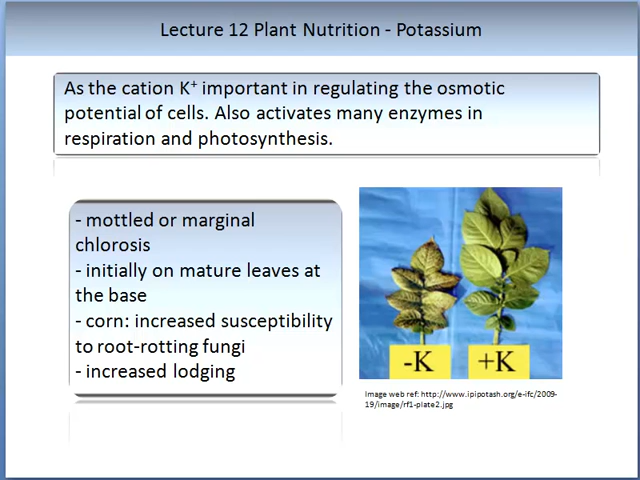 Lecture 12 Plant Nutrition - Potassium
As the cation K⁺ important in regulating the osmotic
potential of cells. Also activates many enzymes in
respiration and photosynthesis.
- mottled or marginal
chlorosis
- initially on mature leaves at
the base
- corn: increased susceptibility
to root-rotting fungi
- increased lodging
-K +K
Image web ref: http://www.ipipotash.org/e-ifc/2009-
19/image/rf1-plate2.jpg